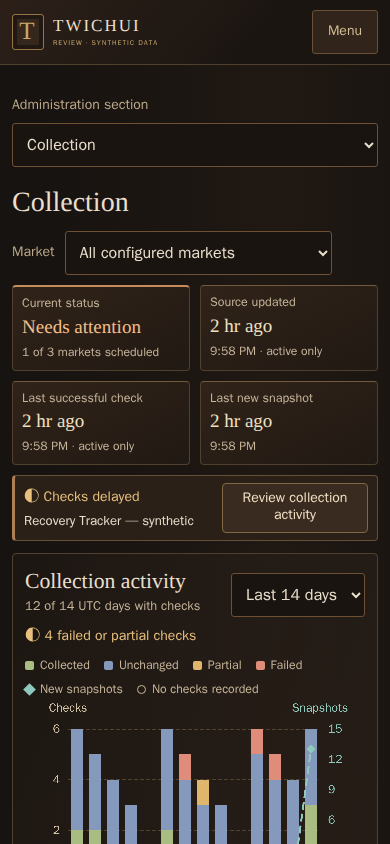 T
TWICHUI
REVIEW · SYNTHETIC DATA
Menu
Administration section
Collection
Collection
Market
All configured markets
Current status
Needs attention
1 of 3 markets scheduled
Source updated
2 hr ago
9:58 PM · active only
Last successful check
2 hr ago
9:58 PM · active only
Last new snapshot
2 hr ago
9:58 PM
Checks delayed
Recovery Tracker — synthetic
Review collection
activity
Collection activity
12 of 14 UTC days with checks
Last 14 days
4 failed or partial checks
Collected
Unchanged
Partial
Failed
New snapshots
No checks recorded
Checks
Snapshots
6
15
12
4
9
6
2